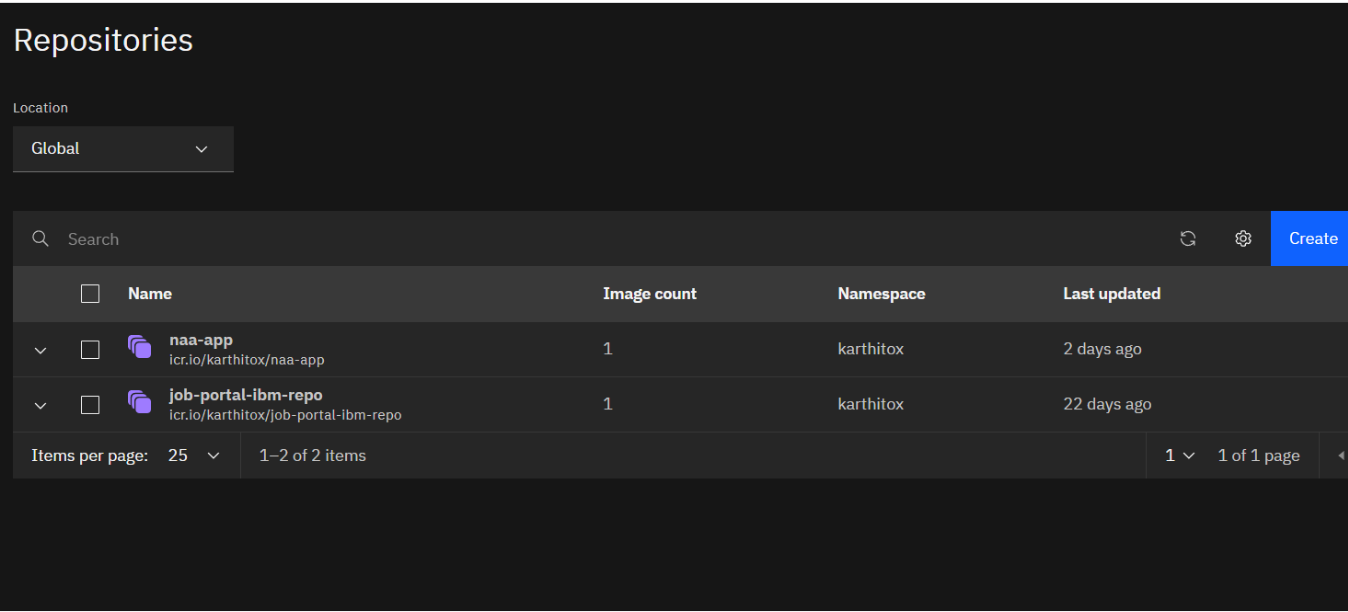 Repositories
Location
Global
Search
Create
Name Image count Namespace Last updated
naa-app
icr.io/karthitox/naa-app
1 karthitox 2 days ago
job-portal-ibm-repo
icr.io/karthitox/job-portal-ibm-repo
1 karthitox 22 days ago
Items per page: 25 1–2 of 2 items 1 1 of 1 page